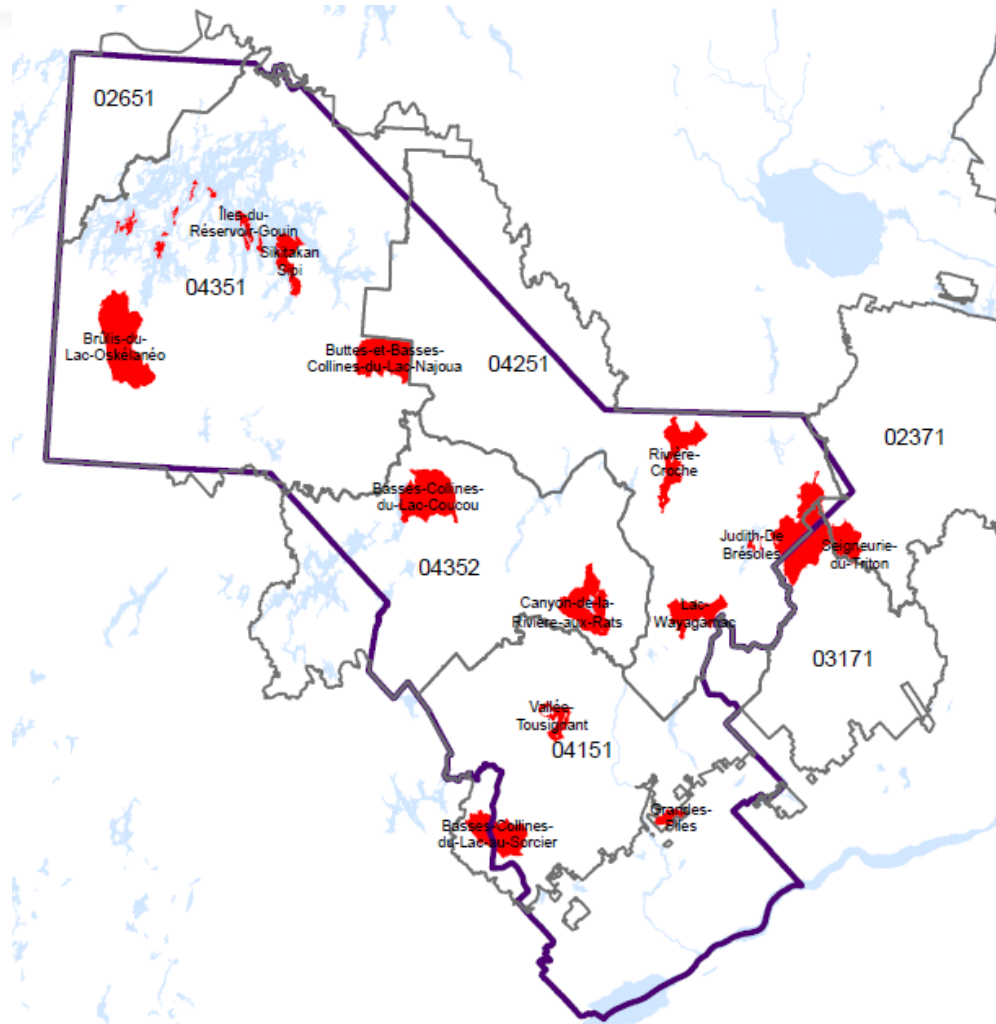 02651
Îles-du-
Réservoir-Gouin
Sikitakan
Sipi
04351
Brûlis-du-
Lac-Oskélanéo
Buttes-et-Basses-
Collines-du-Lac-Najoua
04251
02371
Rivière-
Croche
Basses-Collines-
du-Lac-Coucou
Judith-De
Brésoles
Seigneurie-
du-Triton
04352
Canyon-de-la-
Rivière-aux-Rats
Lac-
Wayagamac
03171
Vallée-
Tousignant
04151
Grandes-
Piles
Basses-Collines-
du-Lac-au-Sorcier